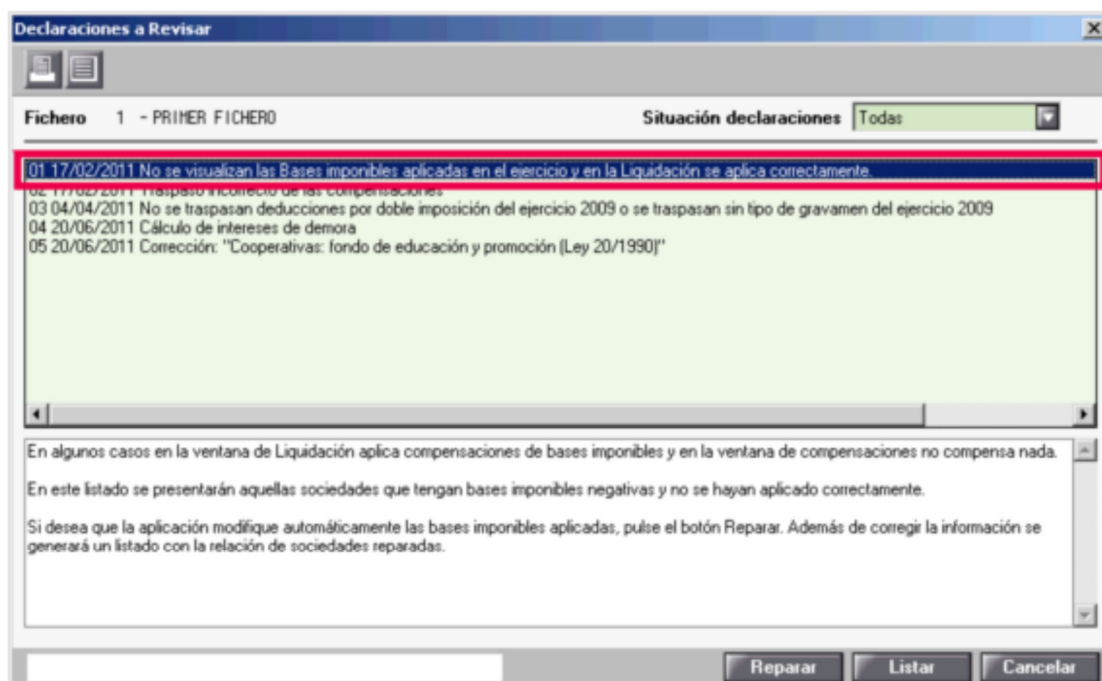 Declaraciones a Revisar
Fichero 1 - PRIMER FICHERO Situación declaraciones Todas
01 17/02/2011 No se visualizan las Bases imponibles aplicadas en el ejercicio y en la Liquidación se aplica correctamente.
02 17/02/2011 Traspaso incorrecto de las compensaciones
03 04/04/2011 No se traspasan deducciones por doble imposición del ejercicio 2009 o se traspasan sin tipo de gravamen del ejercicio 2009
04 20/06/2011 Cálculo de intereses de demora
05 20/06/2011 Corrección: "Cooperativas: fondo de educación y promoción (Ley 20/1990)"
En algunos casos en la ventana de Liquidación aplica compensaciones de bases imponibles y en la ventana de compensaciones no compensa nada.
En este listado se presentarán aquellas sociedades que tengan bases imponibles negativas y no se hayan aplicado correctamente.
Si desea que la aplicación modifique automáticamente las bases imponibles aplicadas, pulse el botón Reparar. Además de corregir la información se
generará un listado con la relación de sociedades reparadas.
Reparar Listar Cancelar